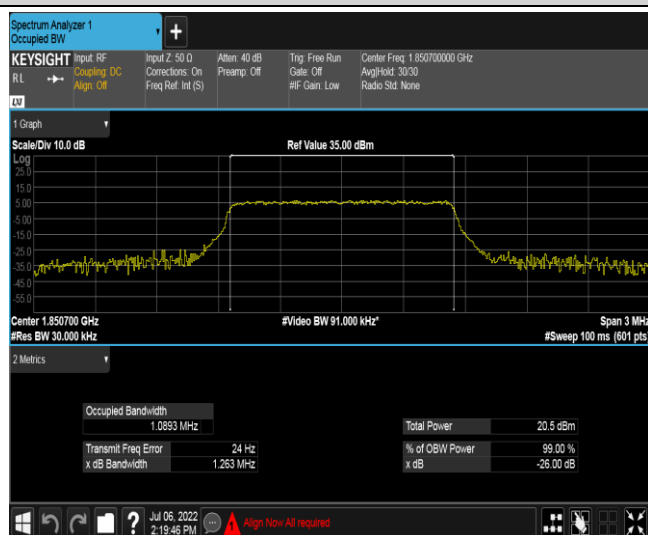 Spectrum Analyzer 1
Occupied BW
KEYSIGHT
RL
LXI
Input: RF
Coupling: DC
Align: Off
Input Z: 50 Ω
Corrections: On
Freq Ref: Int (S)
Atten: 40 dB
Preamp: Off
Trig: Free Run
Gate: Off
#IF Gain: Low
Center Freq: 1.850700000 GHz
Avg|Hold: 30/30
Radio Std: None
1 Graph
Scale/Div 10.0 dB
Ref Value 35.00 dBm
Log
25.0
15.0
5.00
-5.00
-15.0
-25.0
-35.0
-45.0
-55.0
Center 1.850700 GHz
#Video BW 91.000 kHz*
Span 3 MHz
#Res BW 30.000 kHz
#Sweep 100 ms (601 pts)
2 Metrics
Occupied Bandwidth
1.0893 MHz
Total Power 20.5 dBm
Transmit Freq Error 24 Hz
% of OBW Power 99.00 %
x dB Bandwidth 1.263 MHz
x dB -26.00 dB
?
Jul 06, 2022
2:19:46 PM
Align Now All required